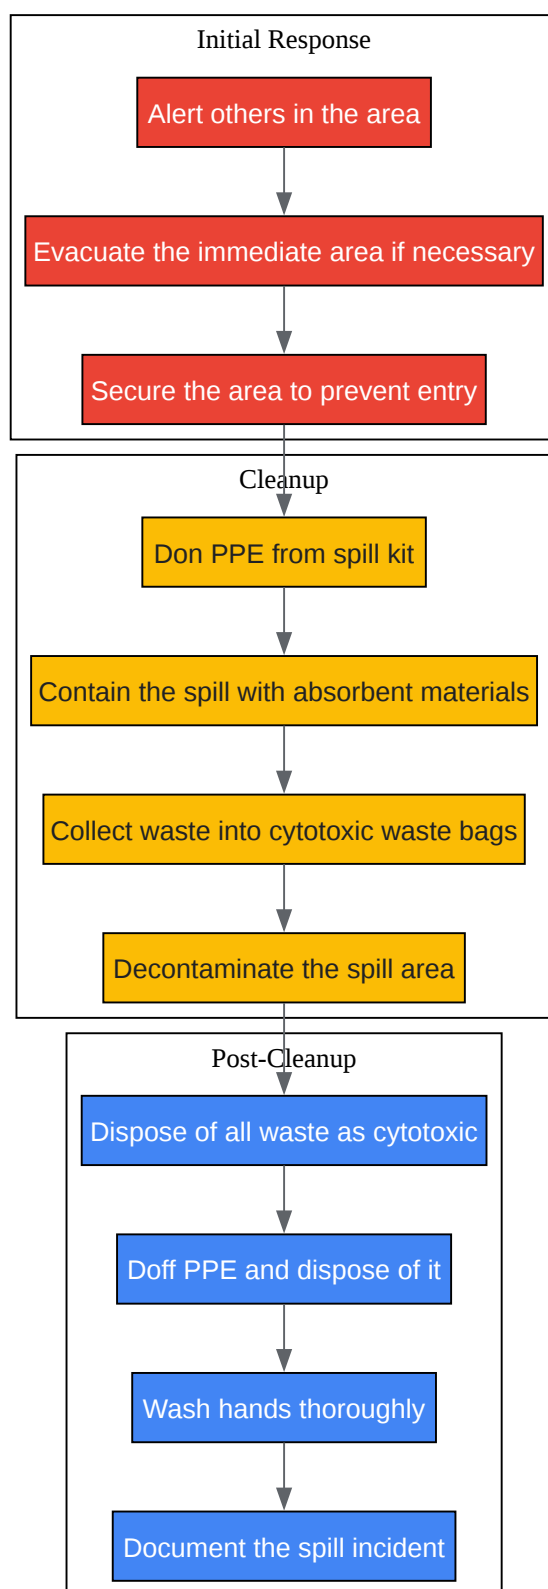 Initial Response
Alert others in the area
Evacuate the immediate area if necessary
Secure the area to prevent entry
Cleanup
Don PPE from spill kit
Contain the spill with absorbent materials
Collect waste into cytotoxic waste bags
Decontaminate the spill area
Post-Cleanup
Dispose of all waste as cytotoxic
Doff PPE and dispose of it
Wash hands thoroughly
Document the spill incident